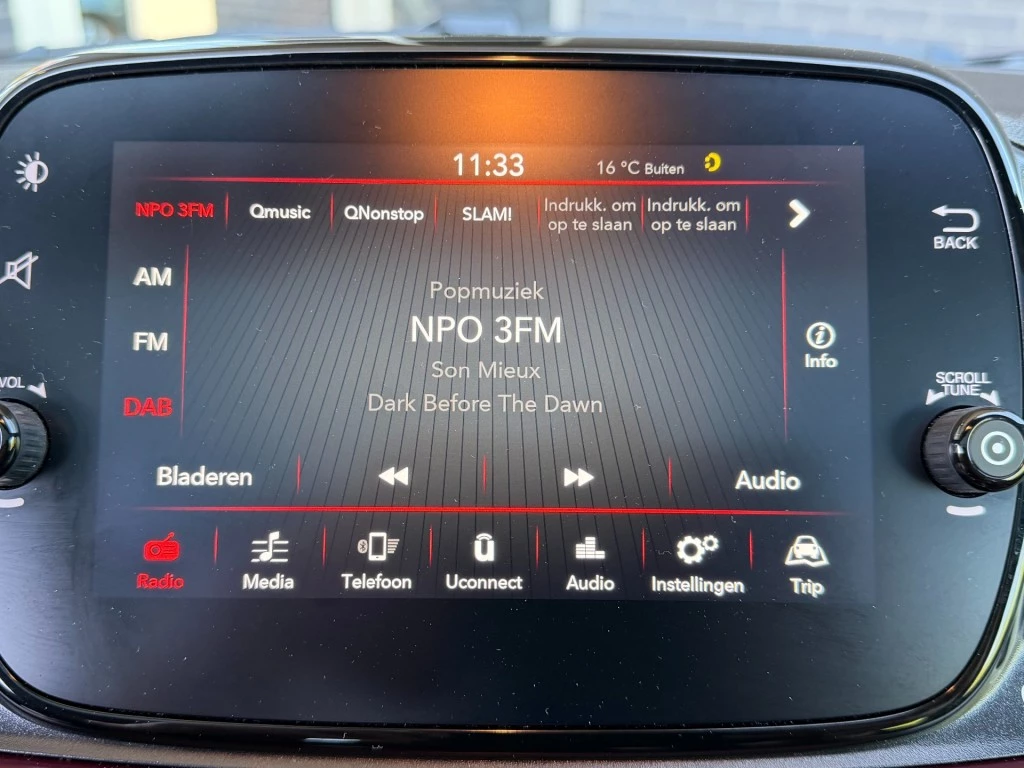 11:33
16 °C Buiten
NPO 3FM
Qmusic
QNonstop
SLAM!
Indrukk. om
op te slaan
Indrukk. om
op te slaan
BACK
AM
FM
DAB
Popmuziek
NPO 3FM
Son Mieux
Dark Before The Dawn
Info
VOL
SCROLL
TUNE
Bladeren
Audio
Radio
Media
Telefoon
Uconnect
Audio
Instellingen
Trip